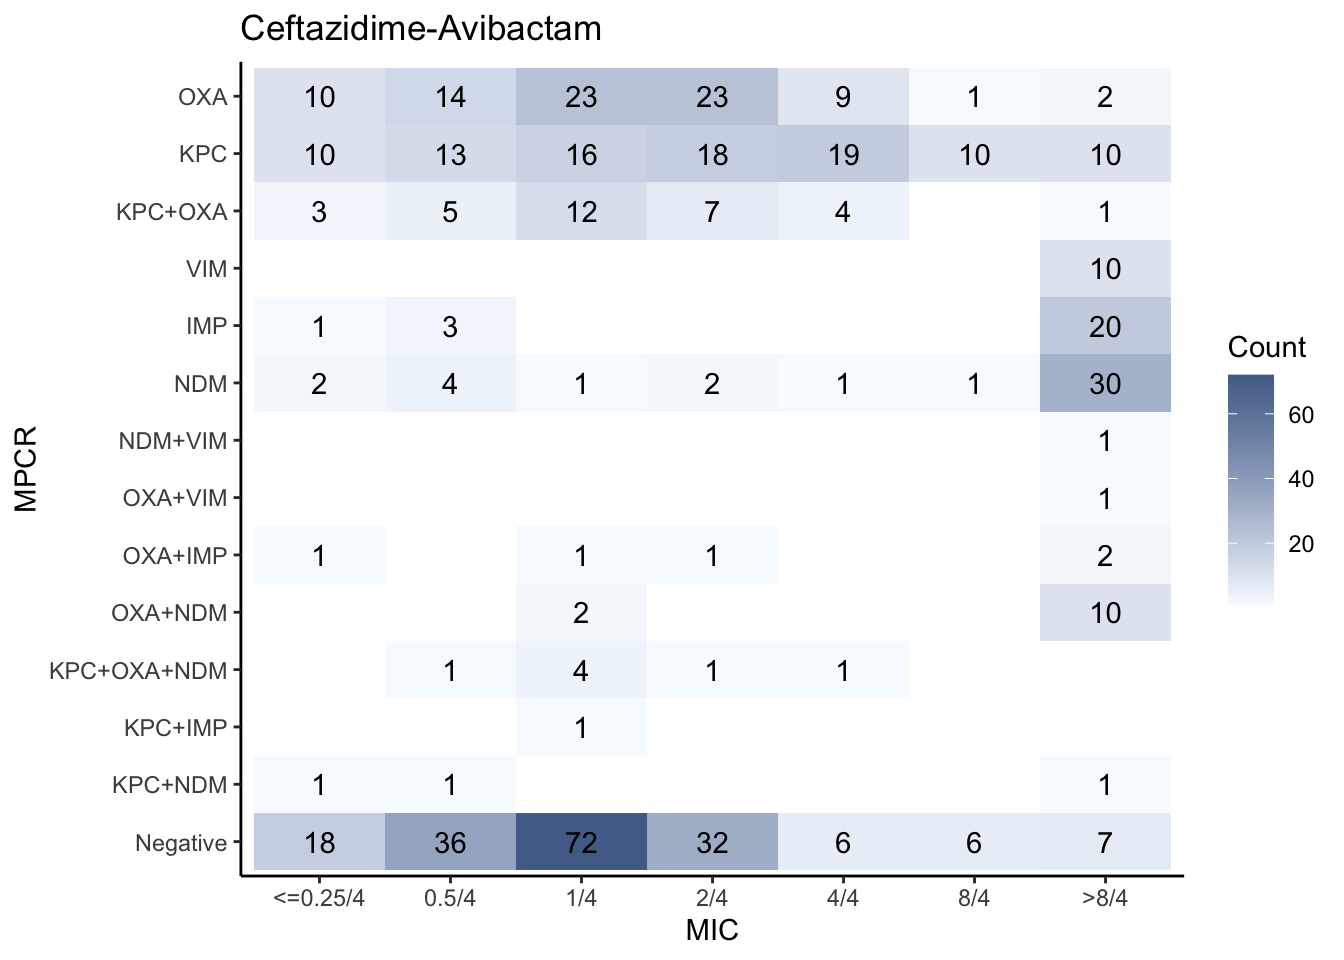 Ceftazidime-Avibactam
OXA 10 14 23 23 9 1 2
KPC 10 13 16 18 19 10 10
KPC+OXA 3 5 12 7 4 1
VIM 10
IMP 1 3 20
NDM 2 4 1 2 1 1 30
NDM+VIM 1
OXA+VIM 1
OXA+IMP 1 1 1 2
OXA+NDM 2 10
KPC+OXA+NDM 1 4 1 1
KPC+IMP 1
KPC+NDM 1 1 1
Negative 18 36 72 32 6 6 7
<=0.25/4 0.5/4 1/4 2/4 4/4 8/4 >8/4
MIC
MPCR
Count
60
40
20